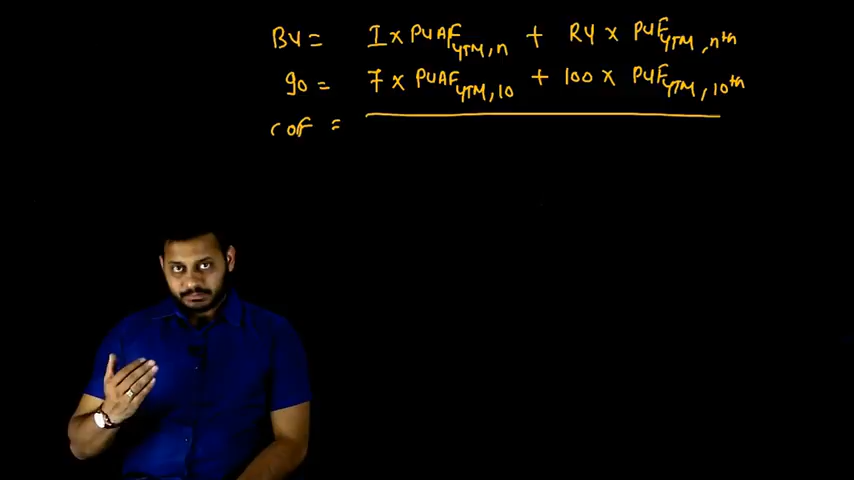 BV = I x PVAF YTM, n + RV x PVF YTM, nth
90 = 7 x PVAF YTM, 10 + 100 x PVF YTM, 10th
COF =